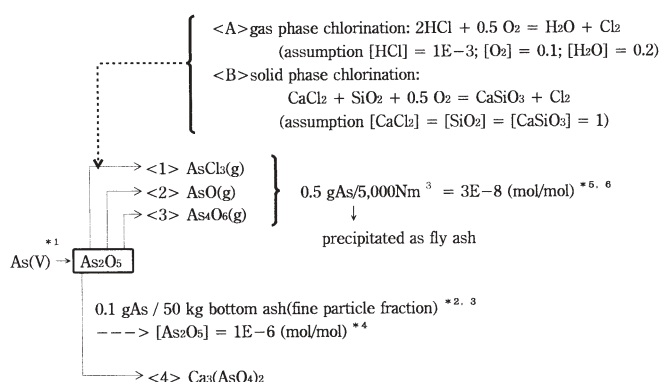 <A>gas phase chlorination: 2HCl + 0.5 O2 = H2O + Cl2
(assumption [HCl] = 1E-3; [O2] = 0.1; [H2O] = 0.2)
<B>solid phase chlorination:
CaCl2 + SiO2 + 0.5 O2 = CaSiO3 + Cl2
(assumption [CaCl2] = [SiO2] = [CaSiO3] = 1)
<1> AsCl3(g)
<2> AsO(g)
<3> As4O6(g)
0.5 gAs/5,000Nm 3 = 3E-8 (mol/mol) *5, 6
↓
precipitated as fly ash
*1
As(V) → As2O5
0.1 gAs / 50 kg bottom ash(fine particle fraction) *2, 3
---> [As2O5] = 1E-6 (mol/mol) *4
<4> Ca3(AsO4)2